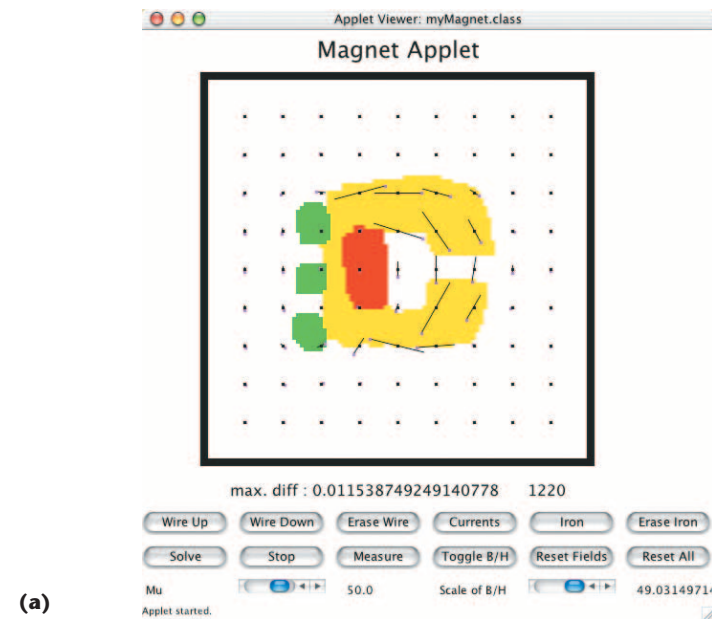 Applet Viewer: myMagnet.class
Magnet Applet
max. diff : 0.011538749249140778 1220
Wire Up Wire Down Erase Wire Currents Iron Erase Iron
Solve Stop Measure Toggle B/H Reset Fields Reset All
Mu 50.0 Scale of B/H 49.03149714
Applet started.
(a)